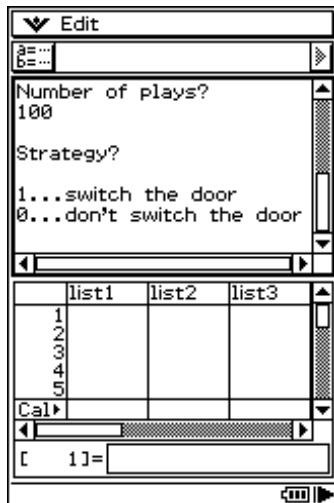 Edit
a=
b=
Number of plays?
100
Strategy?
1...switch the door
0...don't switch the door
list1 list2 list3
1
2
3
4
5
Cal▶
[ 1]=